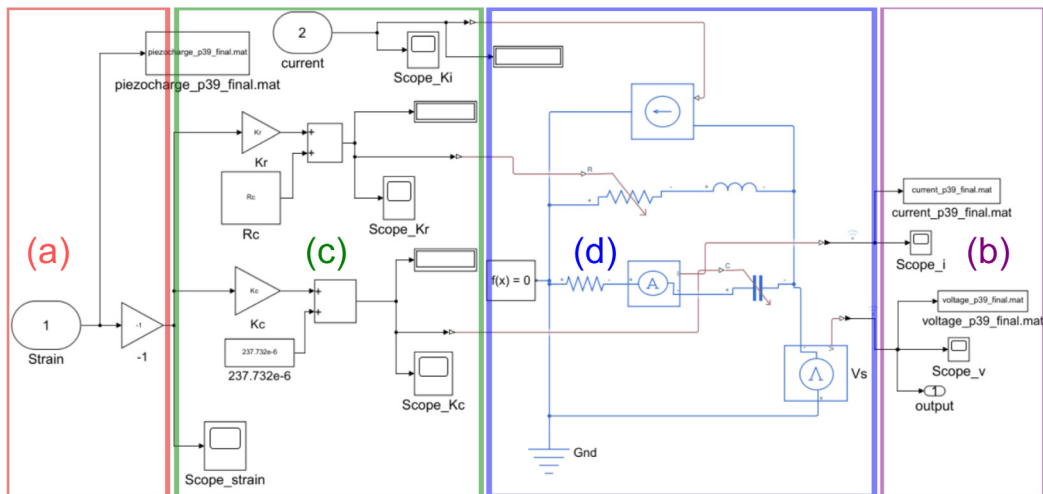 (a)
piezocharge_p39_final.mat
piezocharge_p39_final.mat
1
Strain
-1
-1
2
current
Scope_Ki
Kr
Kr
+
+
Rc
Rc
Scope_Kr
(c)
Kc
Kc
+
+
237.732e-6
237.732e-6
Scope_Kc
Scope_strain
R
+
-
+
-
(d)
f(x) = 0
+
-
+
A
I
-
C
+
-
-
V
V
+
Vs
Gnd
current_p39_final.mat
current_p39_final.mat
Scope_i
(b)
voltage_p39_final.mat
voltage_p39_final.mat
Scope_v
1
output